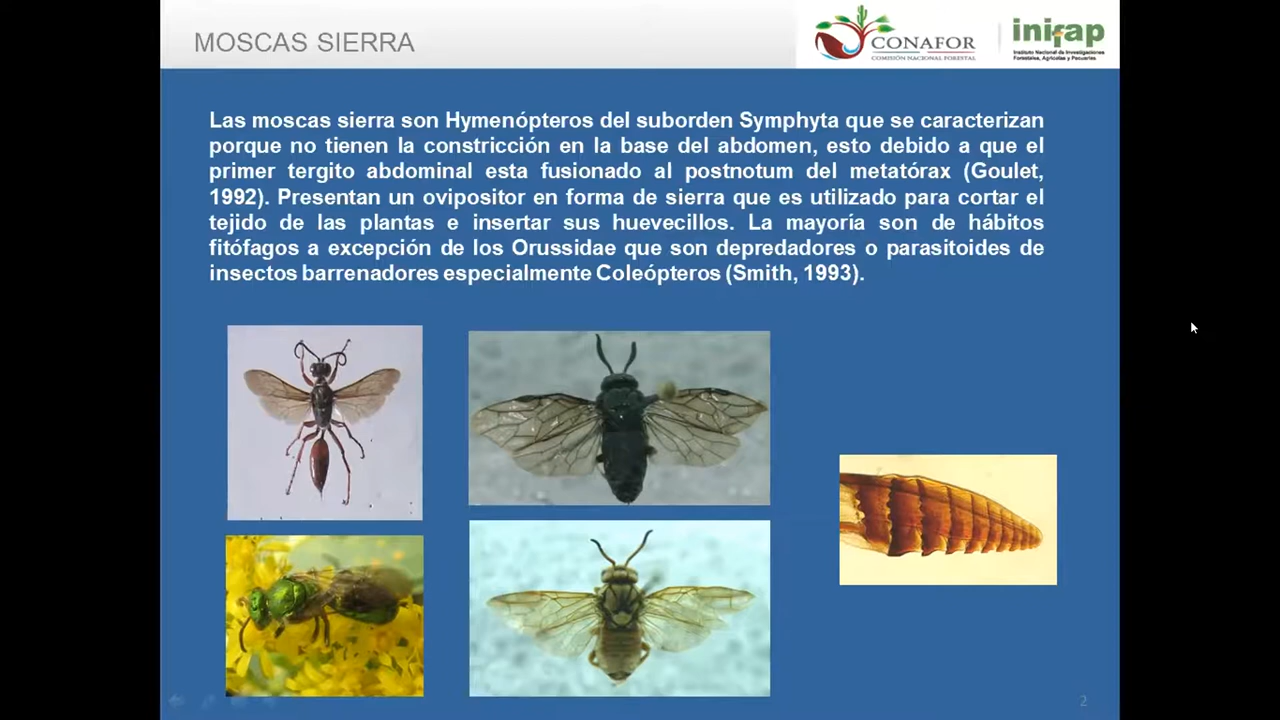 MOSCAS SIERRA
CONAFOR
COMISIÓN NACIONAL FORESTAL
inifap
Instituto Nacional de Investigaciones
Forestales, Agrícolas y Pecuarias
Las moscas sierra son Hymenópteros del suborden Symphyta que se caracterizan
porque no tienen la constricción en la base del abdomen, esto debido a que el
primer tergito abdominal esta fusionado al postnotum del metatórax (Goulet,
1992). Presentan un ovipositor en forma de sierra que es utilizado para cortar el
tejido de las plantas e insertar sus huevecillos. La mayoría son de hábitos
fitófagos a excepción de los Orussidae que son depredadores o parasitoides de
insectos barrenadores especialmente Coleópteros (Smith, 1993).
2